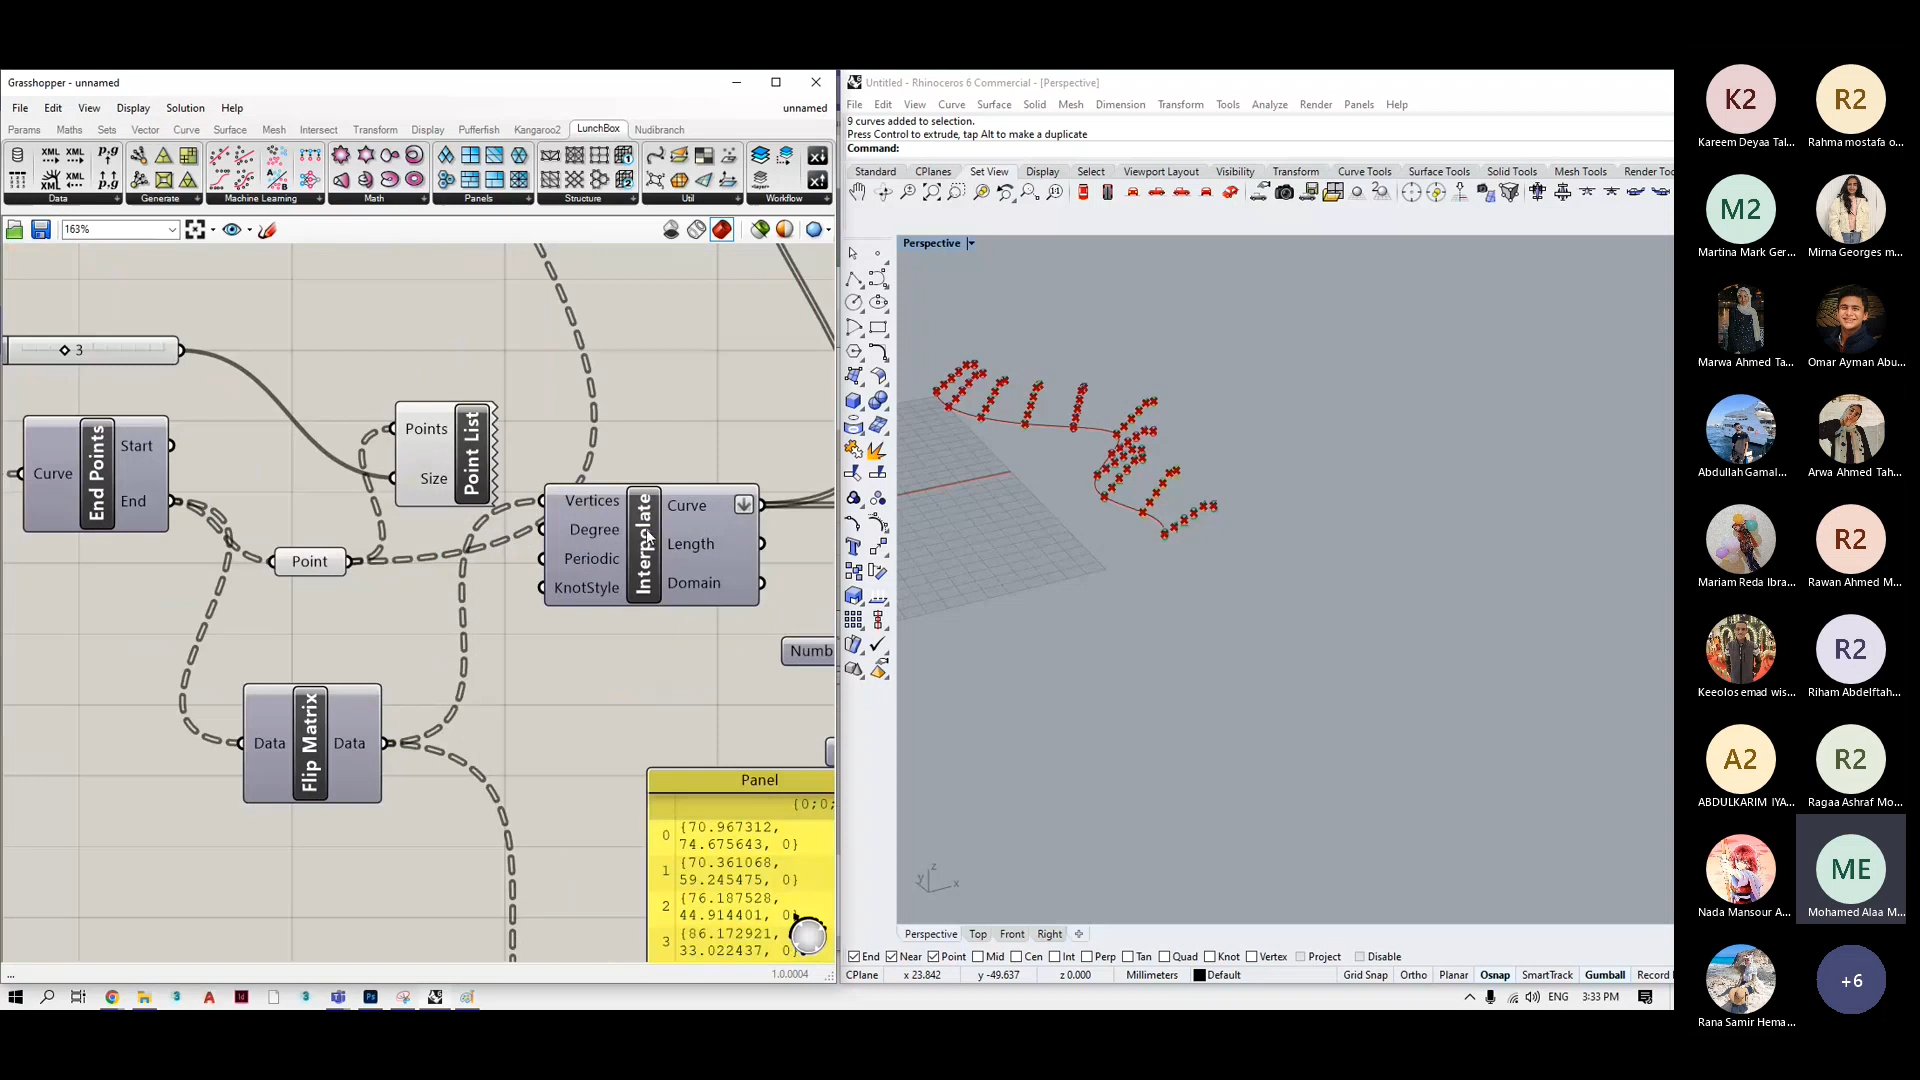 Grasshopper - unnamed
File Edit View Display Solution Help
unnamed
Params Maths Sets Vector Curve Surface Mesh Intersect Transform Display Pufferfish Kangaroo2 LunchBox Nudibranch
Data Generate Machine Learning Math Panels Structure Util Workflow
163%
3
Curve End Points Start
End
Points
Size
Point List
Point
Vertices
Degree
Periodic
KnotStyle
Interpolate
Curve
Length
Domain
Numb
Data Flip Matrix Data
Panel
{0;0;
0 {70.967312,
74.675643, 0}
1 {70.361068,
59.245475, 0}
2 {76.187528,
44.914401, 0
3 {86.172921,
33.022437, 0}
...
1.0.0004
Untitled - Rhinoceros 6 Commercial - [Perspective]
File Edit View Curve Surface Solid Mesh Dimension Transform Tools Analyze Render Panels Help
9 curves added to selection.
Press Control to extrude, tap Alt to make a duplicate
Command:
Standard CPlanes Set View Display Select Viewport Layout Visibility Transform Curve Tools Surface Tools Solid Tools Mesh Tools Render Too
Perspective
z
y x
Perspective Top Front Right
End Near Point Mid Cen Int Perp Tan Quad Knot Vertex Project Disable
CPlane x 23.842 y -49.637 z 0.000 Millimeters Default Grid Snap Ortho Planar Osnap SmartTrack Gumball Record
ENG 3:33 PM
K2 R2
Kareem Deyaa Tal... Rahma mostafa o...
M2
Martina Mark Ger... Mirna Georges m...
Marwa Ahmed Ta... Omar Ayman Abu...
Abdullah Gamal... Arwa Ahmed Tah...
R2
Mariam Reda Ibra... Rawan Ahmed M...
R2
Keeolos emad wis... Riham Abdelftah...
A2 R2
ABDULKARIM IYA... Ragaa Ashraf Mo...
ME
Nada Mansour A... Mohamed Alaa M...
+6
Rana Samir Hema...